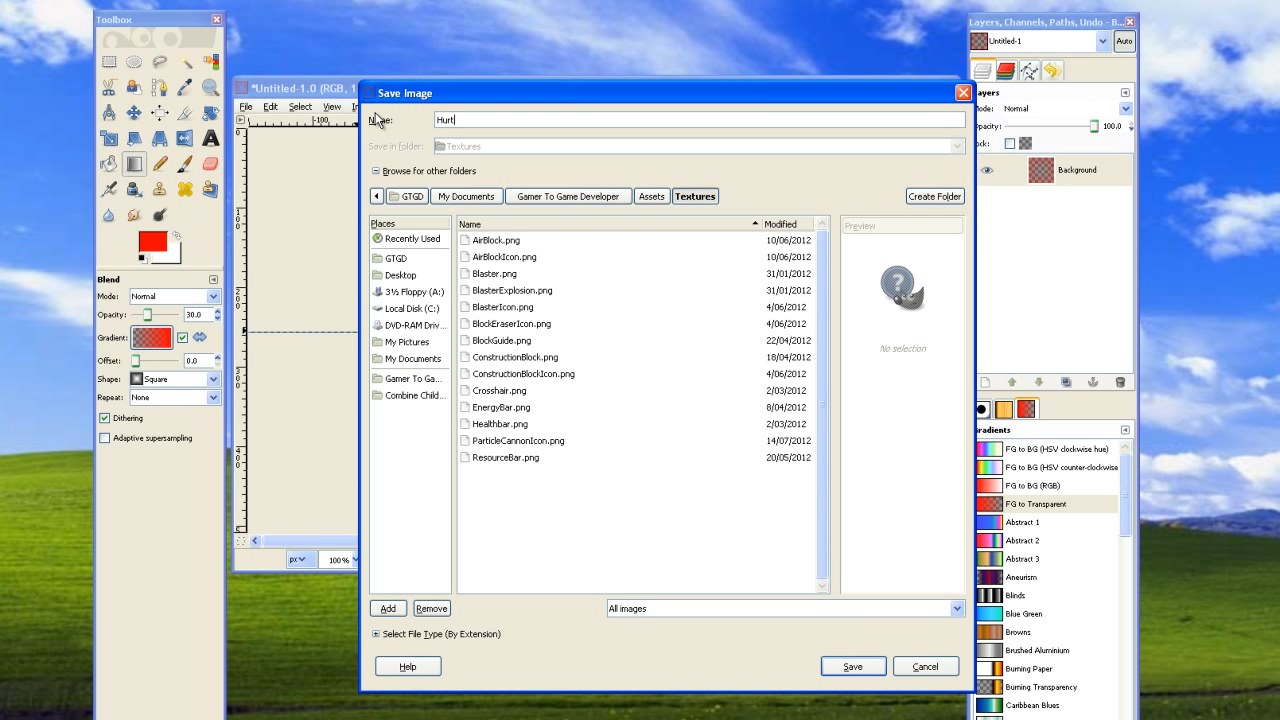 Toolbox
Layers, Channels, Paths, Undo - B...
Untitled-1
Auto
*Untitled-1.0 (RGB, 1
File Edit Select View
-100
Save Image
Name: Hurt
Save in folder: Textures
Browse for other folders
GTGD My Documents Gamer To Game Developer Assets Textures Create Folder
Places
Recently Used
GTGD
Desktop
3½ Floppy (A:)
Local Disk (C:)
DVD-RAM Driv...
My Pictures
My Documents
Gamer To Ga...
Combine Child...
Name Modified
AirBlock.png 10/06/2012
AirBlockIcon.png 10/06/2012
Blaster.png 31/01/2012
BlasterExplosion.png 31/01/2012
BlasterIcon.png 4/06/2012
BlockEraserIcon.png 4/06/2012
BlockGuide.png 22/04/2012
ConstructionBlock.png 18/04/2012
ConstructionBlockIcon.png 4/06/2012
Crosshair.png 2/03/2012
EnergyBar.png 8/04/2012
Healthbar.png 2/03/2012
ParticleCannonIcon.png 14/07/2012
ResourceBar.png 20/05/2012
Preview
No selection
Add Remove All images
Select File Type (By Extension)
Help Save Cancel
px 100 %
Blend
Mode: Normal
Opacity: 30.0
Gradient:
Offset: 0.0
Shape: Square
Repeat: None
Dithering
Adaptive supersampling
ayers
ode: Normal
pacity: 100.0
ck:
Background
radients
FG to BG (HSV clockwise hue)
FG to BG (HSV counter-clockwise
FG to BG (RGB)
FG to Transparent
Abstract 1
Abstract 2
Abstract 3
Aneurism
Blinds
Blue Green
Browns
Brushed Aluminium
Burning Paper
Burning Transparency
Caribbean Blues